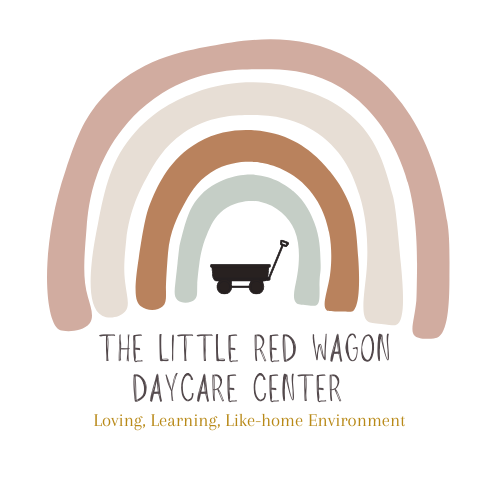 THE LITTLE RED WAGON
DAYCARE CENTER
Loving, Learning, Like-home Environment